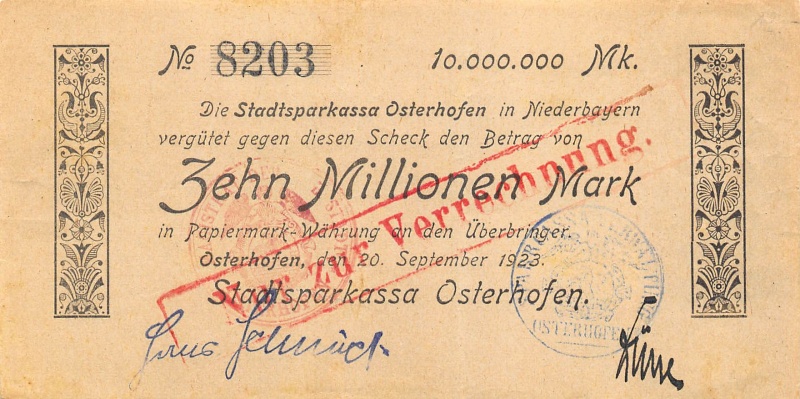 № 8203 10.000.000 Mk.
Die Stadtsparkassa Osterhofen in Niederbayern
vergütet gegen diesen Scheck den Betrag von
Zehn Millionen Mark
in Papiermark-Währung an den Überbringer.
Osterhofen, den 20. September 1923.
Stadtsparkassa Osterhofen.
Nur zur Verrechnung.
OSTERHOFEN
Hans